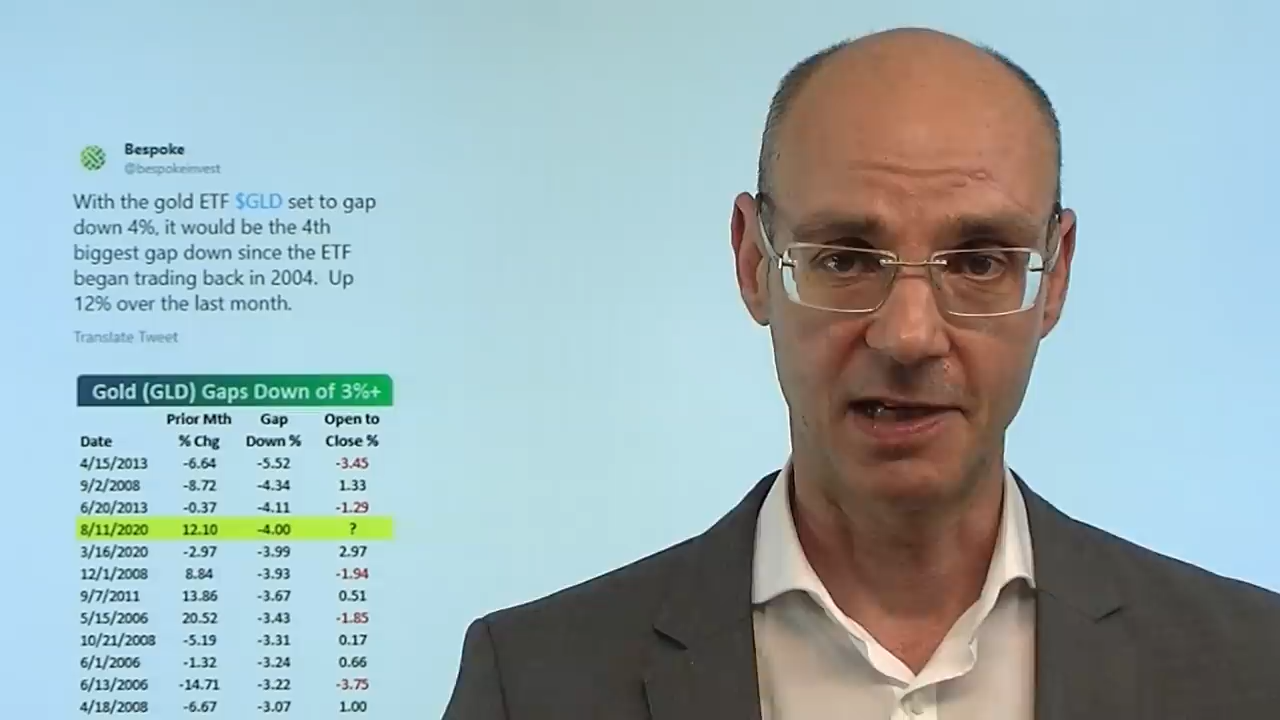 Bespoke
@bespokeinvest
With the gold ETF $GLD set to gap
down 4%, it would be the 4th
biggest gap down since the ETF
began trading back in 2004. Up
12% over the last month.
Translate Tweet
Gold (GLD) Gaps Down of 3%+
Prior Mth Gap Open to
Date % Chg Down % Close %
4/15/2013 -6.64 -5.52 -3.45
9/2/2008 -8.72 -4.34 1.33
6/20/2013 -0.37 -4.11 -1.29
8/11/2020 12.10 -4.00 ?
3/16/2020 -2.97 -3.99 2.97
12/1/2008 8.84 -3.93 -1.94
9/7/2011 13.86 -3.67 0.51
5/15/2006 20.52 -3.43 -1.85
10/21/2008 -5.19 -3.31 0.17
6/1/2006 -1.32 -3.24 0.66
6/13/2006 -14.71 -3.22 -3.75
4/18/2008 -6.67 -3.07 1.00